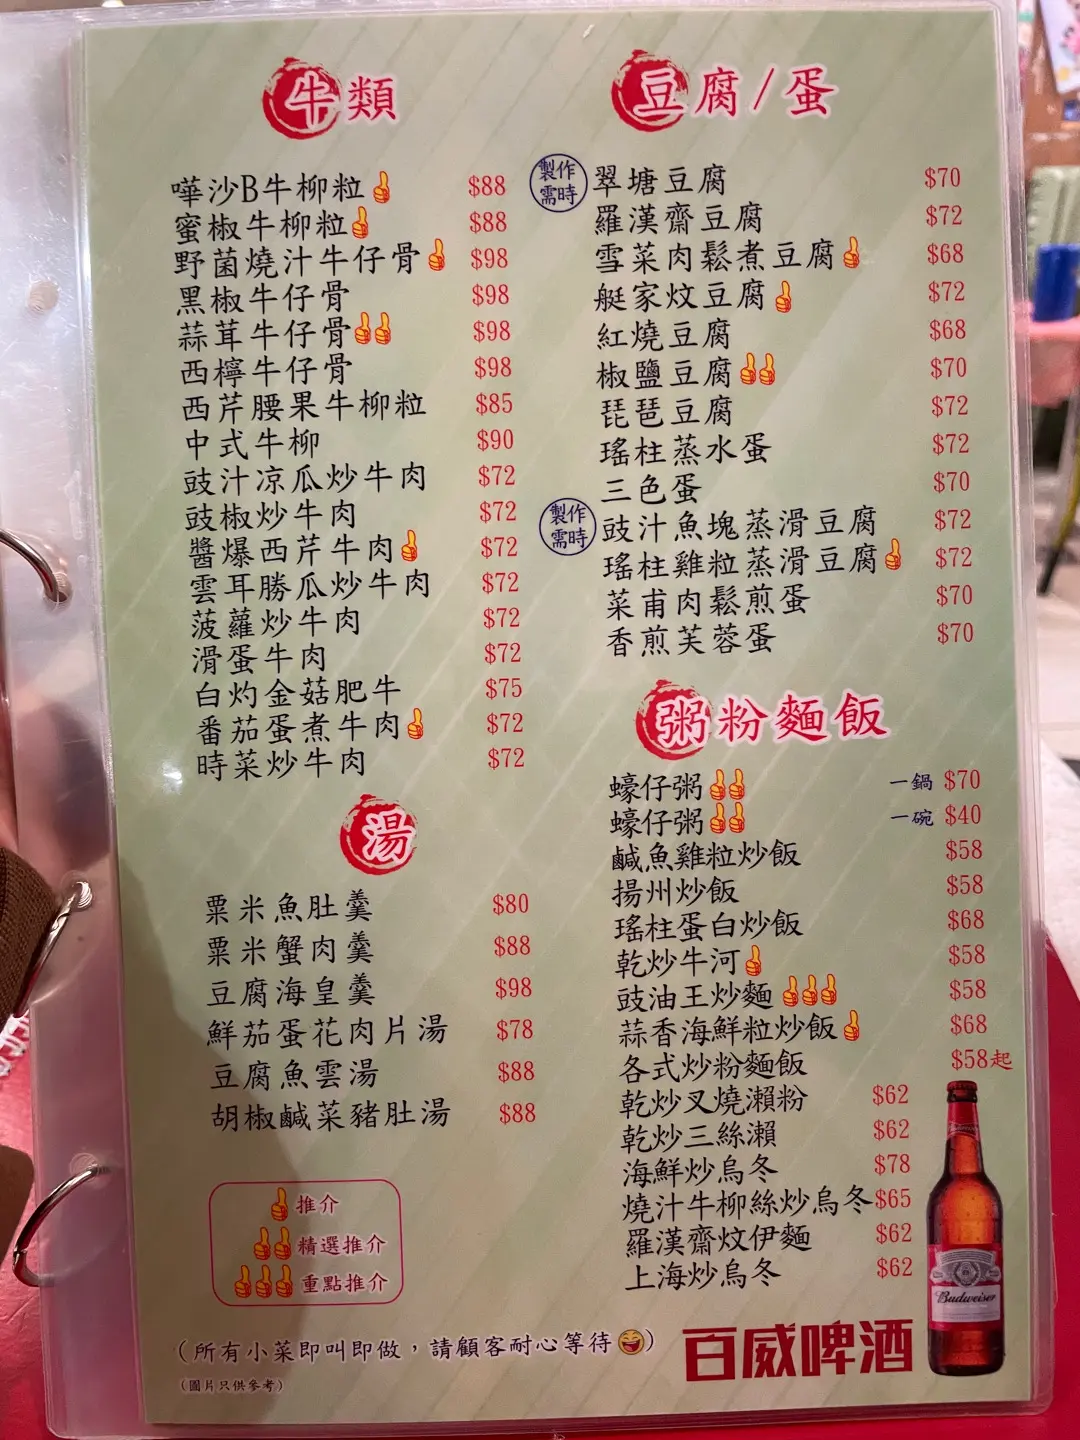 牛類
嘩沙B牛柳粒 $88
蜜椒牛柳粒 $88
野菌燒汁牛仔骨 $98
黑椒牛仔骨 $98
蒜茸牛仔骨 $98
西檸牛仔骨 $98
西芹腰果牛柳粒 $85
中式牛柳 $90
豉汁凉瓜炒牛肉 $72
豉椒炒牛肉 $72
醬爆西芹牛肉 $72
雲耳勝瓜炒牛肉 $72
菠蘿炒牛肉 $72
滑蛋牛肉 $72
白灼金菇肥牛 $75
番茄蛋煮牛肉 $72
時菜炒牛肉 $72
湯
粟米魚肚羹 $80
粟米蟹肉羹 $88
豆腐海皇羹 $98
鮮茄蛋花肉片湯 $78
豆腐魚雲湯 $88
胡椒鹹菜豬肚湯 $88
推介
精選推介
重點推介
豆腐/蛋
製作需時 翠塘豆腐 $70
羅漢齋豆腐 $72
雪菜肉鬆煮豆腐 $68
艇家炆豆腐 $72
紅燒豆腐 $68
椒鹽豆腐 $70
琵琶豆腐 $72
瑤柱蒸水蛋 $72
三色蛋 $70
製作需時 豉汁魚塊蒸滑豆腐 $72
瑤柱雞粒蒸滑豆腐 $72
菜甫肉鬆煎蛋 $70
香煎芙蓉蛋 $70
粥粉麵飯
蠔仔粥 一鍋 $70
蠔仔粥 一碗 $40
鹹魚雞粒炒飯 $58
揚州炒飯 $58
瑤柱蛋白炒飯 $68
乾炒牛河 $58
豉油王炒麵 $58
蒜香海鮮粒炒飯 $68
各式炒粉麵飯 $58起
乾炒叉燒瀨粉 $62
乾炒三絲瀨 $62
海鮮炒烏冬 $78
燒汁牛柳絲炒烏冬 $65
羅漢齋炆伊麵 $62
上海炒烏冬 $62
Budweiser
百威啤酒
(所有小菜即叫即做，請顧客耐心等待😄)
(圖片只供參考)